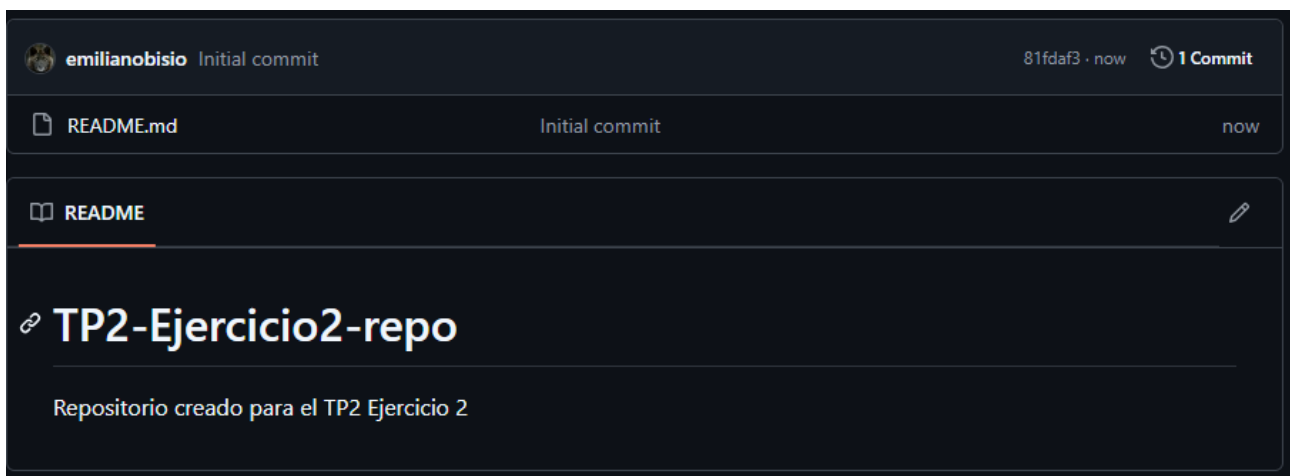 emilianobisio Initial commit 81fdaf3 · now 1 Commit
README.md Initial commit now
README
TP2-Ejercicio2-repo
Repositorio creado para el TP2 Ejercicio 2